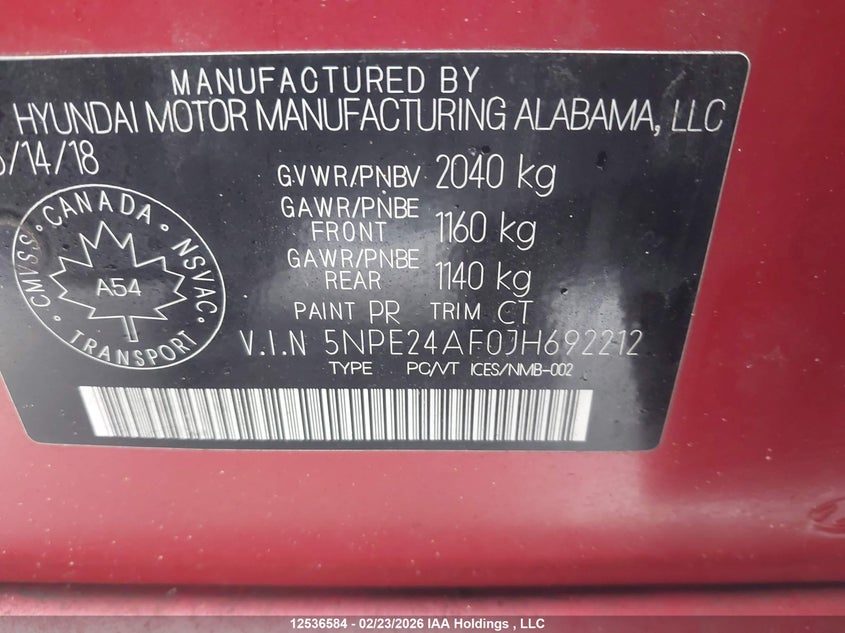 MANUFACTURED BY
HYUNDAI MOTOR MANUFACTURING ALABAMA, LLC
/14/18
GVWR/PNBV 2040 kg
GAWR/PNBE
FRONT 1160 kg
GAWR/PNBE
REAR 1140 kg
PAINT PR TRIM CT
V.I.N 5NPE24AF0JH692212
TYPE PC/VT ICES/NMB-002
CMVSS · CANADA · NSVAC ·
A54
TRANSPORT
12536584 - 02/23/2026 IAA Holdings , LLC